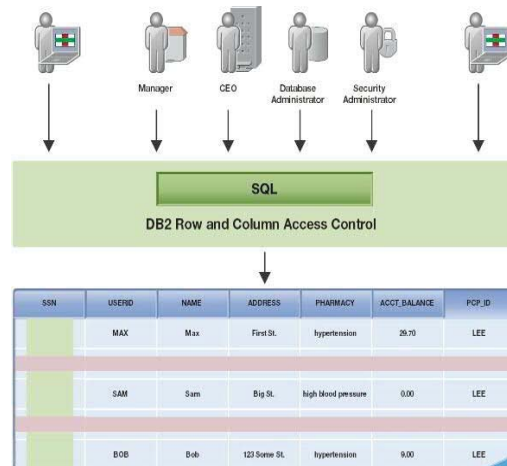 Manager
CEO
Database
Administrator
Security
Administrator
SQL
DB2 Row and Column Access Control
SSN USERID NAME ADDRESS PHARMACY ACCT_BALANCE PCP_ID
MAX Max First St. hypertension 29.70 LEE
SAM Sam Big St. high blood pressure 0.00 LEE
BOB Bob 123 Some St. hypertension 9.00 LEE